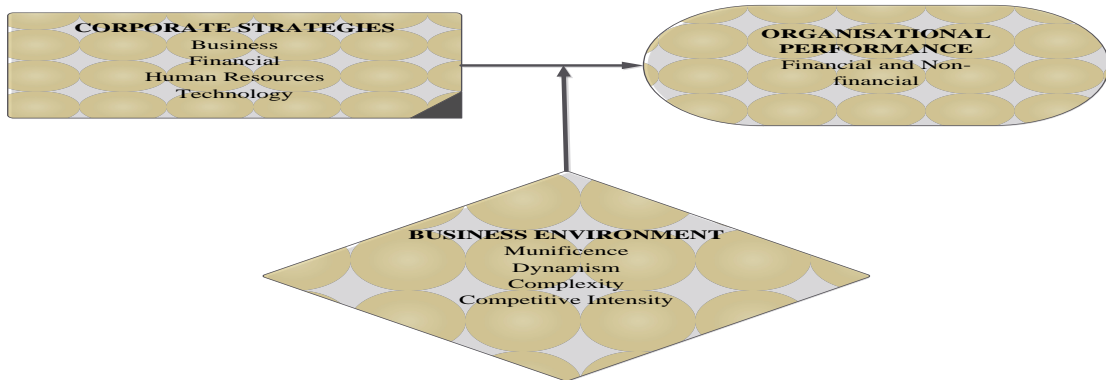 CORPORATE STRATEGIES
Business
Financial
Human Resources
Technology
ORGANISATIONAL
PERFORMANCE
Financial and Non-
financial
BUSINESS ENVIRONMENT
Munificence
Dynamism
Complexity
Competitive Intensity